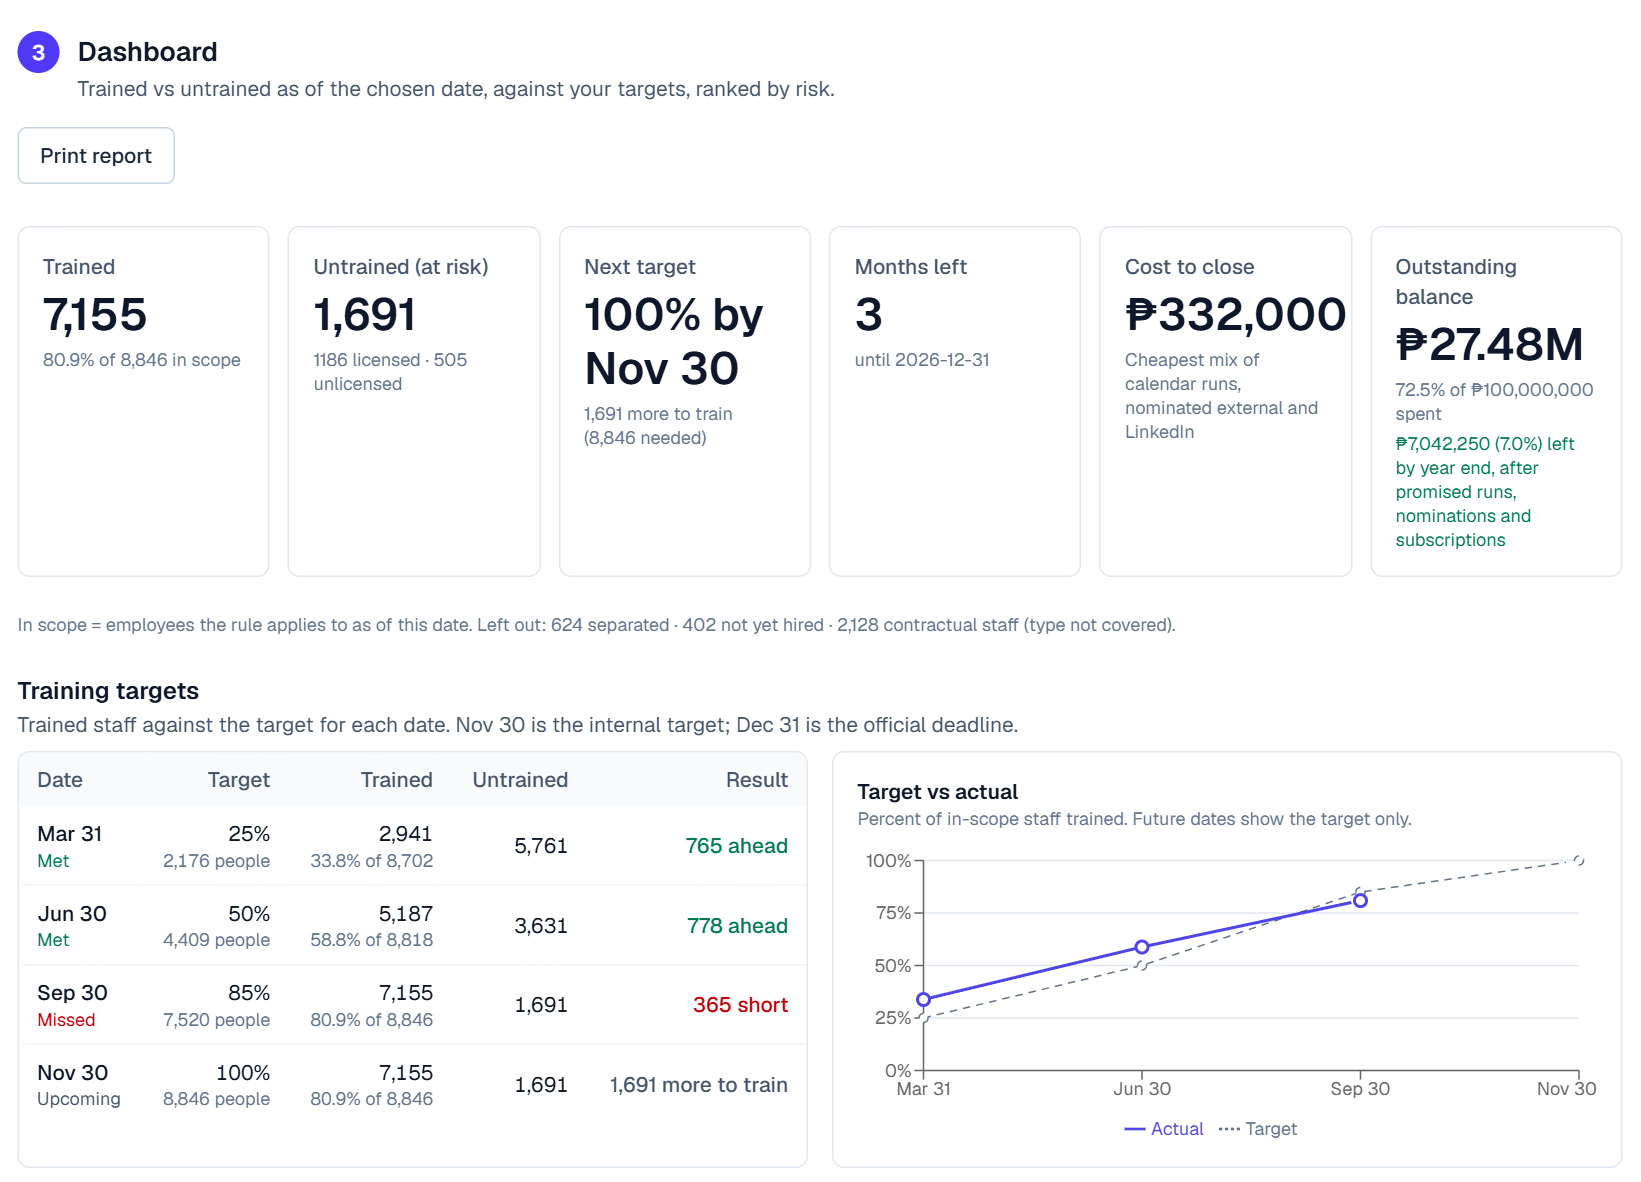 3
Dashboard
Trained vs untrained as of the chosen date, against your targets, ranked by risk.
Print report
Trained
7,155
80.9% of 8,846 in scope
Untrained (at risk)
1,691
1186 licensed · 505
unlicensed
Next target
100% by
Nov 30
1,691 more to train
(8,846 needed)
Months left
3
until 2026-12-31
Cost to close
₱332,000
Cheapest mix of
calendar runs,
nominated external and
LinkedIn
Outstanding
balance
₱27.48M
72.5% of ₱100,000,000
spent
₱7,042,250 (7.0%) left
by year end, after
promised runs,
nominations and
subscriptions
In scope = employees the rule applies to as of this date. Left out: 624 separated · 402 not yet hired · 2,128 contractual staff (type not covered).
Training targets
Trained staff against the target for each date. Nov 30 is the internal target; Dec 31 is the official deadline.
Date Target Trained Untrained Result
Mar 31 25% 2,941 5,761 765 ahead
Met 2,176 people 33.8% of 8,702
Jun 30 50% 5,187 3,631 778 ahead
Met 4,409 people 58.8% of 8,818
Sep 30 85% 7,155 1,691 365 short
Missed 7,520 people 80.9% of 8,846
Nov 30 100% 7,155 1,691 1,691 more to train
Upcoming 8,846 people 80.9% of 8,846
Target vs actual
Percent of in-scope staff trained. Future dates show the target only.
100%
75%
50%
25%
0%
Mar 31 Jun 30 Sep 30 Nov 30
Actual Target